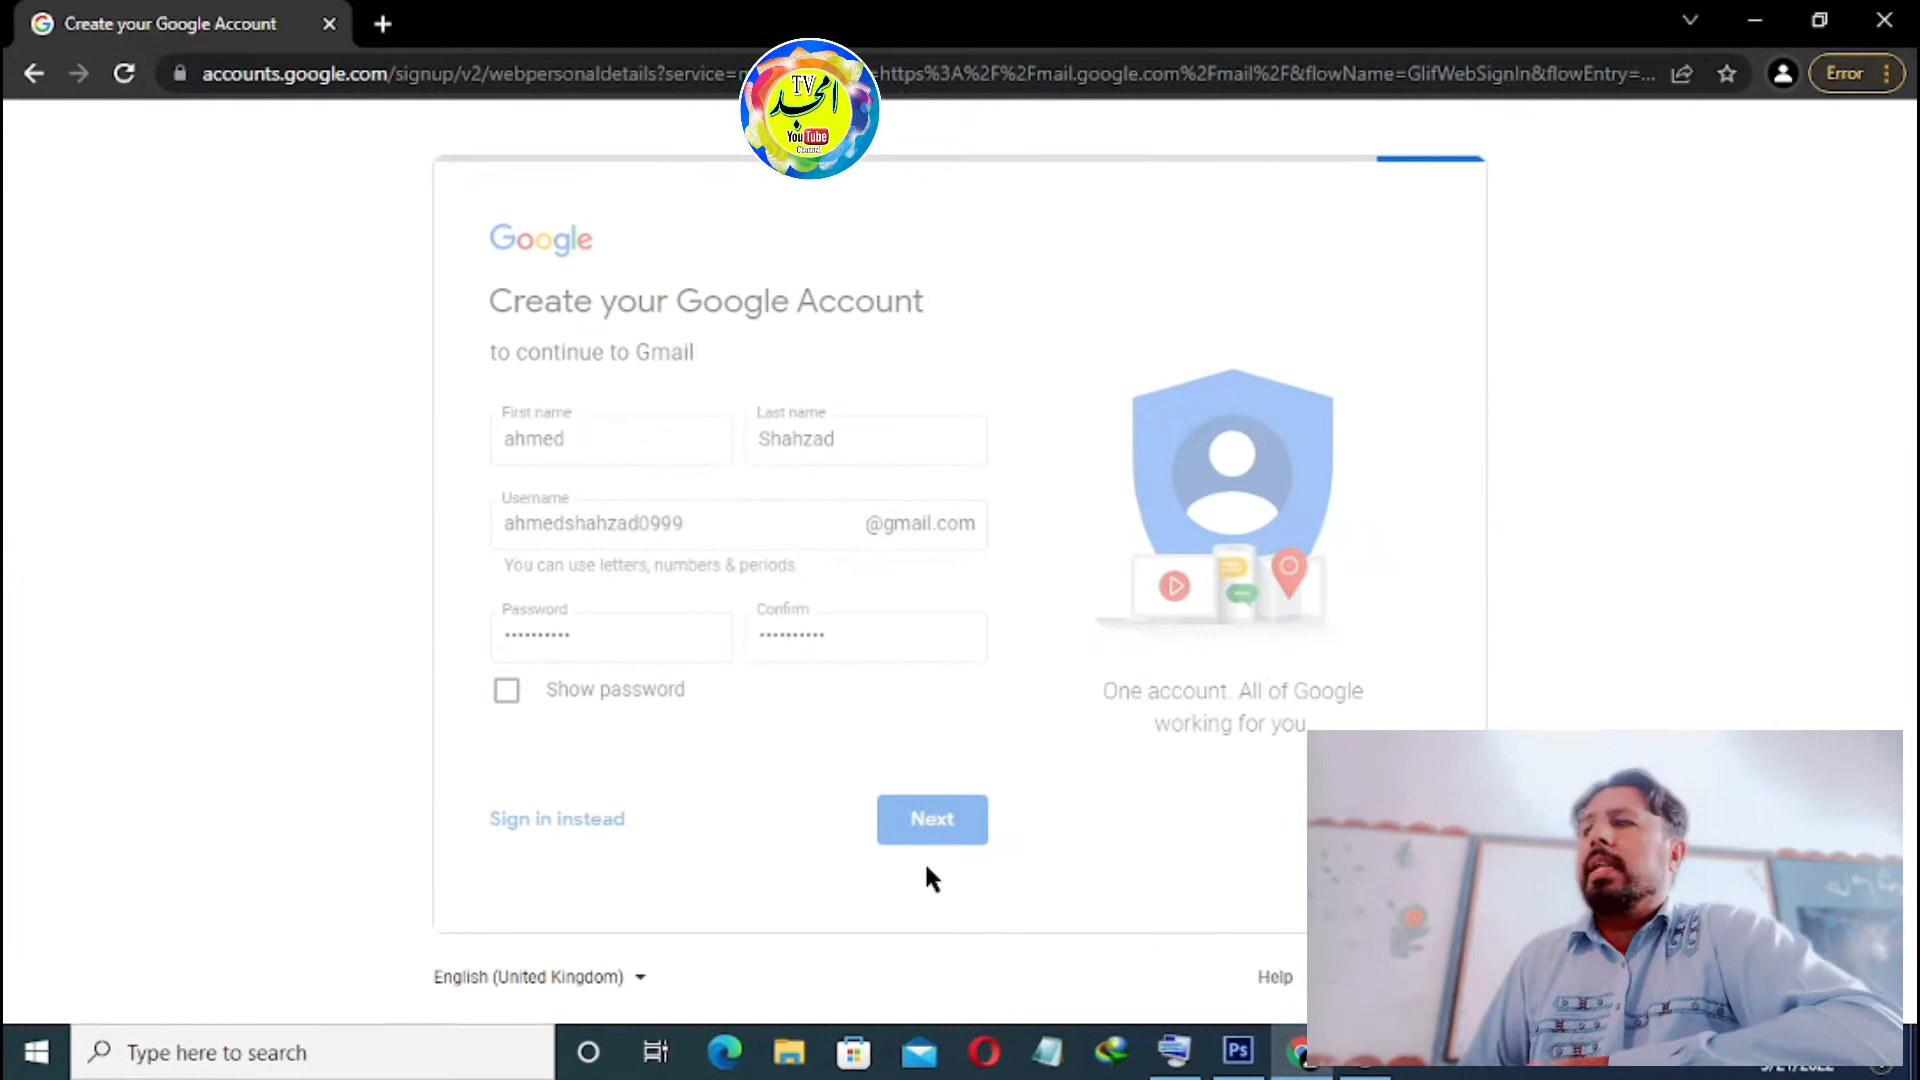 Create your Google Account
accounts.google.com/signup/v2/webpersonaldetails?service=
=https%3A%2F%2Fmail.google.com%2Fmail%2F&flowName=GlifWebSignIn&flowEntry=...
Error
TV
امجد
YouTube
Channel
Google
Create your Google Account
to continue to Gmail
First name
Last name
ahmed
Shahzad
Username
ahmedshahzad0999
@gmail.com
You can use letters, numbers & periods
Password
Confirm
Show password
One account. All of Google
working for you.
Sign in instead
Next
English (United Kingdom)
Help
Type here to search
Ps